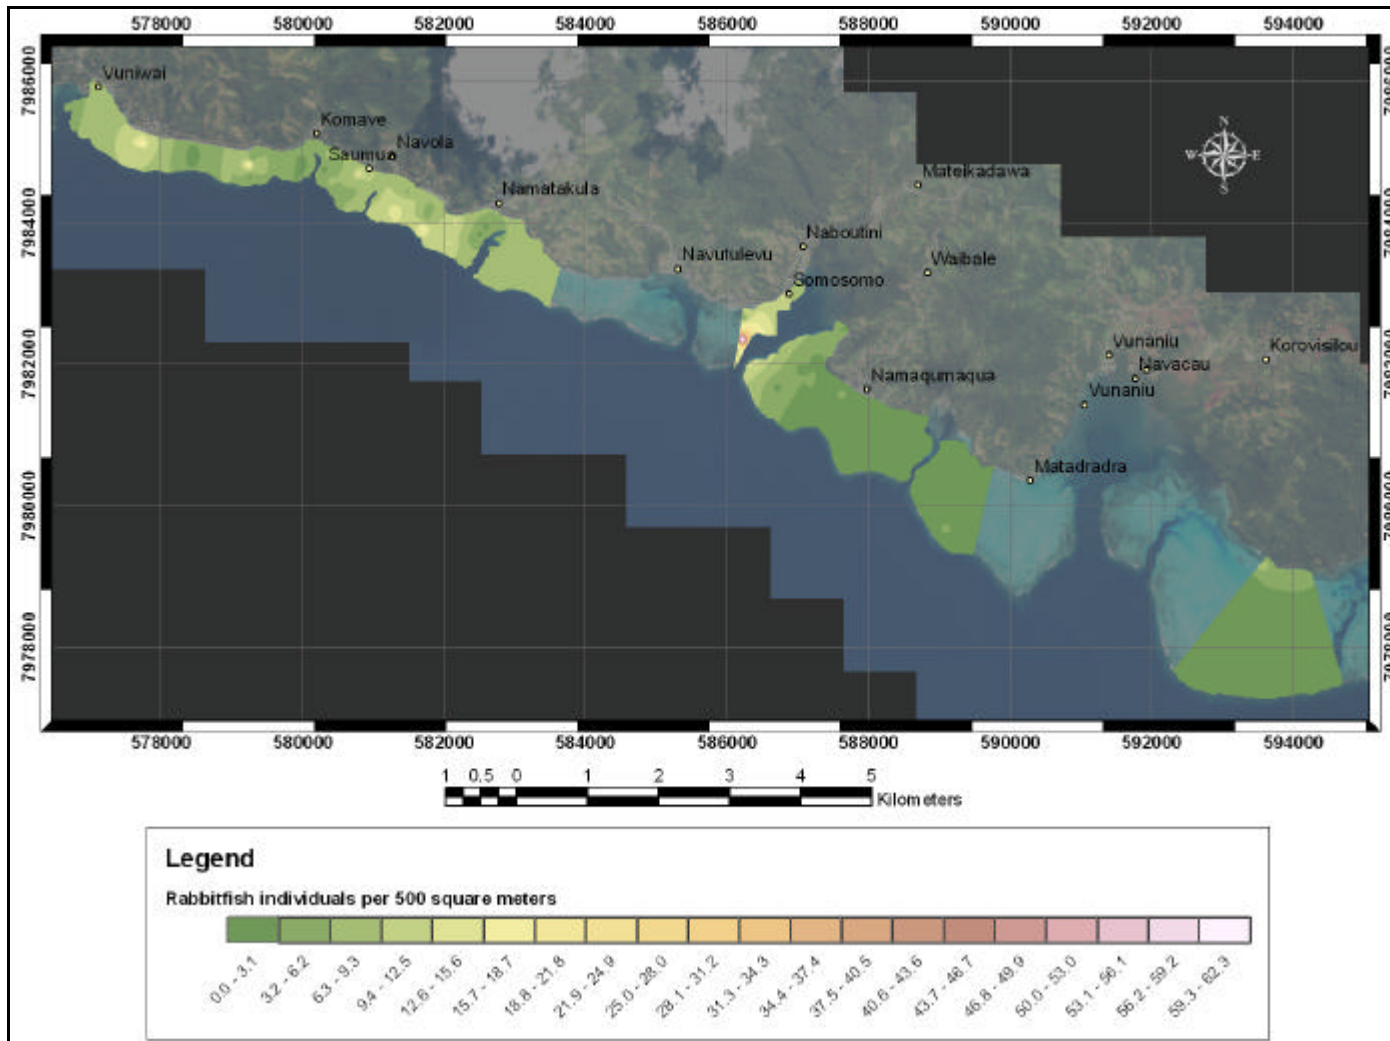 578000 580000 582000 584000 586000 588000 590000 592000 594000
7986000 7986000
7984000 7984000
7982000 7982000
7980000 7980000
7978000 7978000
Vuniwai
Komave
Navola
Saumua
Namatakula
Navutulevu
Naboutini
Somosomo
Mateikadawa
Waibale
Namaqumaqua
Vunaniu
Navacau
Vunaniu
Korovisilou
Matadradra
N
W E
S
578000 580000 582000 584000 586000 588000 590000 592000 594000
1 0.5 0 1 2 3 4 5
Kilometers
Legend
Rabbitfish individuals per 500 square meters
0.0 - 3.1
3.2 - 6.2
6.3 - 9.3
9.4 - 12.5
12.6 - 15.6
15.7 - 18.7
18.8 - 21.8
21.9 - 24.9
25.0 - 28.0
28.1 - 31.2
31.3 - 34.3
34.4 - 37.4
37.5 - 40.5
40.6 - 43.6
43.7 - 46.7
46.8 - 49.9
50.0 - 53.0
53.1 - 56.1
56.2 - 59.2
59.3 - 62.3